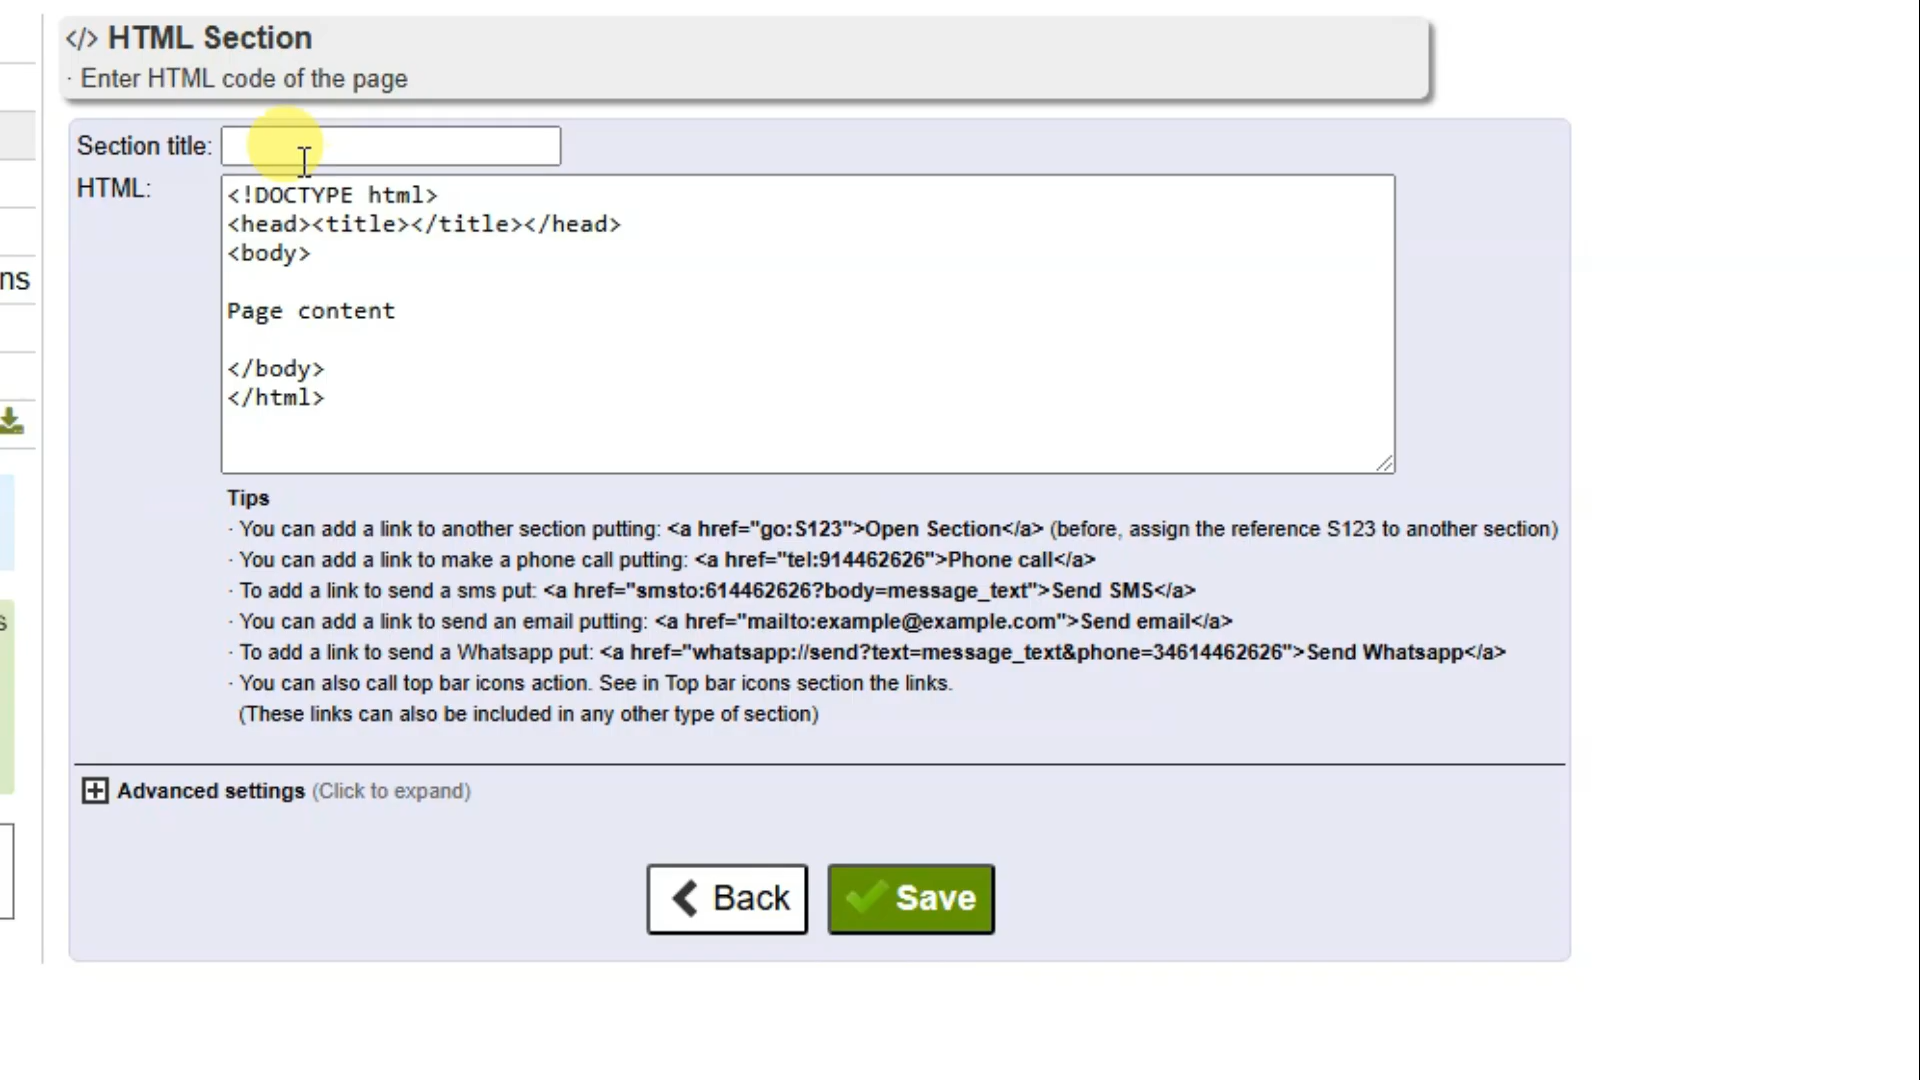 </> HTML Section
· Enter HTML code of the page
Section title:
HTML:
<!DOCTYPE html>
<head><title></title></head>
<body>
Page content
</body>
</html>
ns
s
Tips
· You can add a link to another section putting: <a href="go:S123">Open Section</a> (before, assign the reference S123 to another section)
· You can add a link to make a phone call putting: <a href="tel:914462626">Phone call</a>
· To add a link to send a sms put: <a href="smsto:614462626?body=message_text">Send SMS</a>
· You can add a link to send an email putting: <a href="mailto:example@example.com">Send email</a>
· To add a link to send a Whatsapp put: <a href="whatsapp://send?text=message_text&phone=34614462626">Send Whatsapp</a>
· You can also call top bar icons action. See in Top bar icons section the links.
(These links can also be included in any other type of section)
Advanced settings (Click to expand)
Back
Save